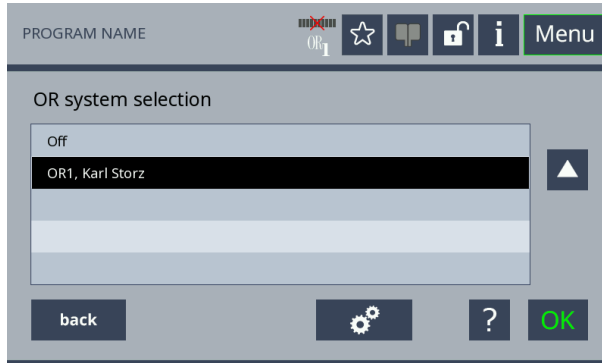 PROGRAM NAME
OR1
i
Menu
OR system selection
Off
OR1, Karl Storz
back
?
OK